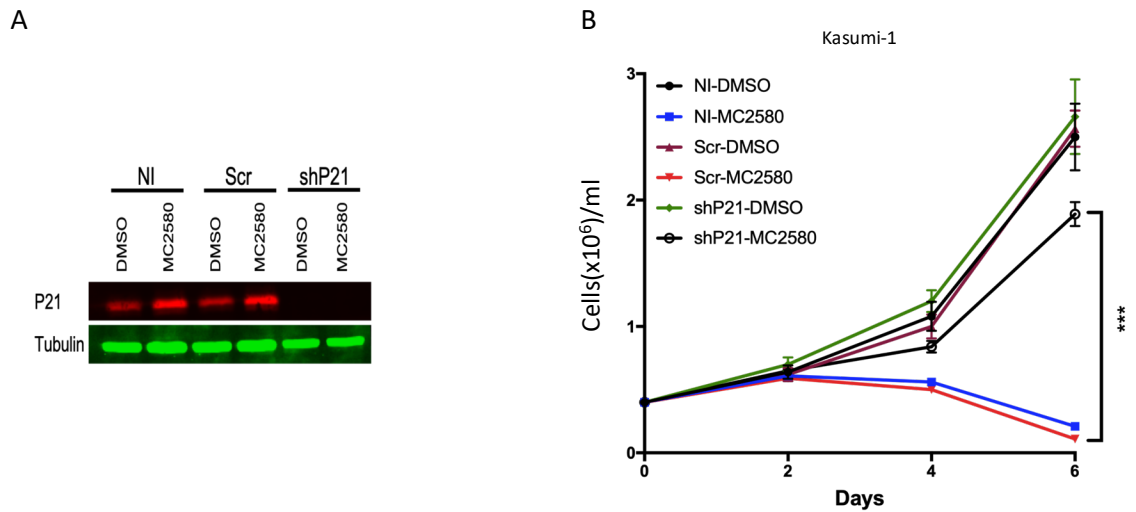 A
NI Scr shP21
DMSO MC2580 DMSO MC2580 DMSO MC2580
P21
Tubulin
B
Kasumi-1
NI-DMSO
NI-MC2580
Scr-DMSO
Scr-MC2580
shP21-DMSO
shP21-MC2580
Cells(x10⁶)/ml
3
2
1
0
0 2 4 6
Days
***